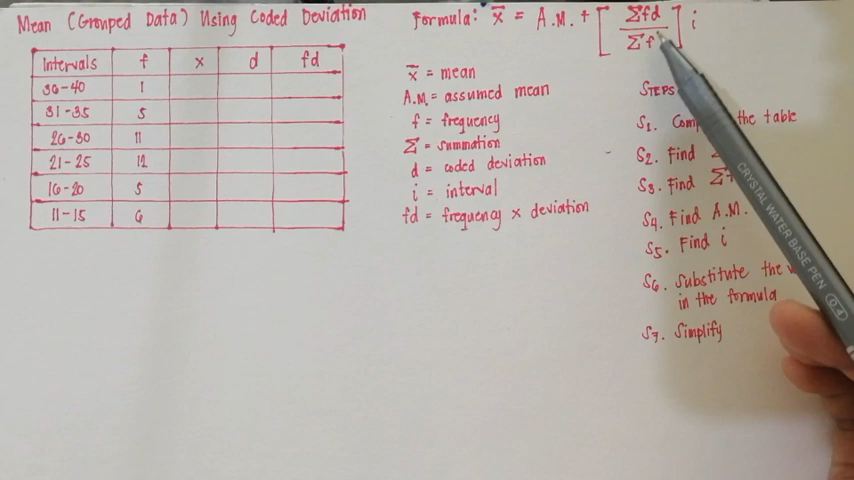 Mean (Grouped Data) Using Coded Deviation
Formula: x̄ = A.M. + [ Σfd / Σf ] i
Intervals f x d fd
36-40 1
31-35 5
26-30 11
21-25 12
16-20 5
11-15 6
x̄ = mean
A.M. = assumed mean
f = frequency
Σ = summation
d = coded deviation
i = interval
fd = frequency x deviation
STEPS
S1. the table
S2. Find
S3. Find Σ
S4. Find A.M.
S5. Find i
S6. Substitute the
in the formula
S7. Simplify
CRYSTAL WATER BASE PEN 0.4